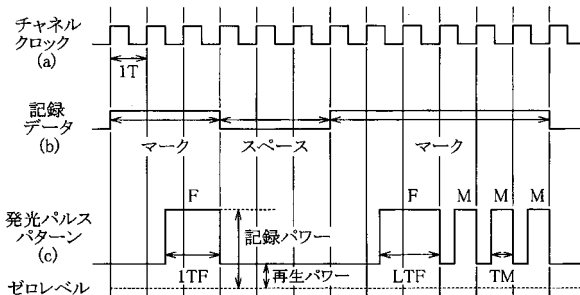 チャネル
クロック
(a)
1T
記録
データ
(b)
マーク
スペース
マーク
発光パルス
パターン
(c)
F
F
M
M
M
記録パワー
1TF
再生パワー
LTF
TM
ゼロレベル